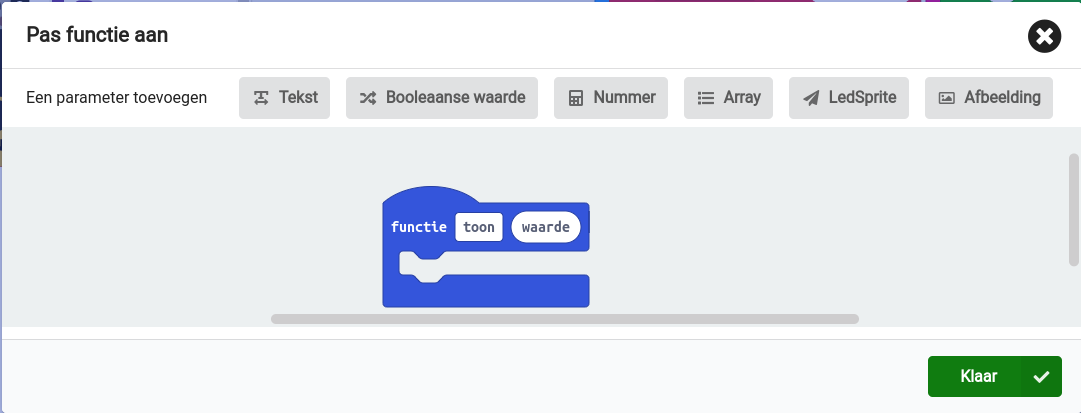 Pas functie aan
Een parameter toevoegen Tekst Booleaanse waarde Nummer Array LedSprite Afbeelding
functie toon waarde
Klaar